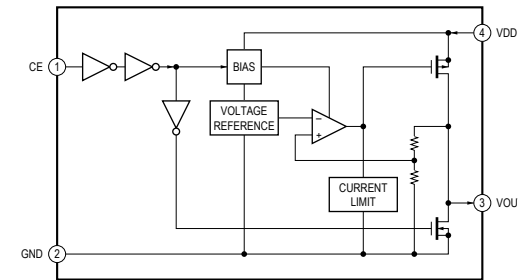 4 VDD
CE 1
BIAS
VOLTAGE
REFERENCE
−
+
CURRENT
LIMIT
3 VOU
GND 2